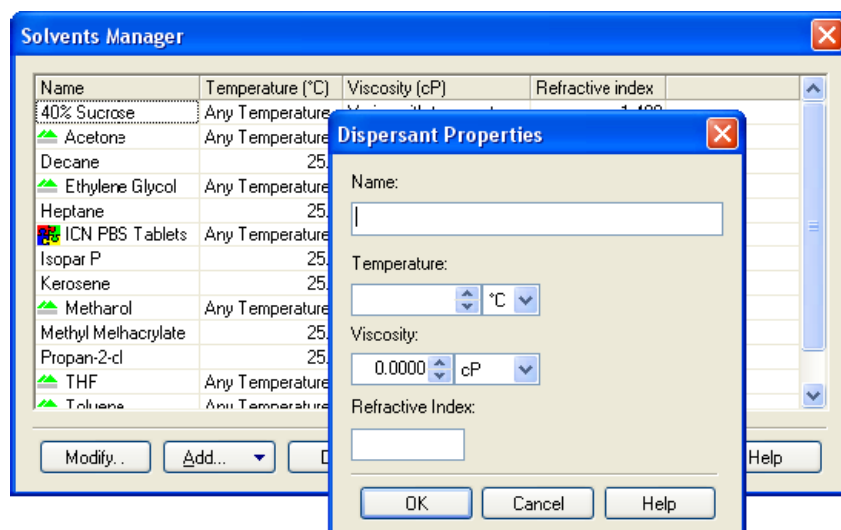 Solvents Manager
Name Temperature (°C) Viscosity (cP) Refractive index
40% Sucrose Any Temperature
Acetone Any Temperature
Decane 25.
Ethylene Glycol Any Temperature
Heptane 25.
ICN PBS Tablets Any Temperature
Isopar P 25.
Kerosene 25.
Metharol Any Temperature
Methyl Melhacrylate 25.
Propan-2-cl 25.
THF Any Temperature
Toluene Any Temperature
Modify.. Add... Help
Dispersant Properties
Name:
Temperature:
°C
Viscosity:
0.0000 cP
Refractive Index:
OK Cancel Help